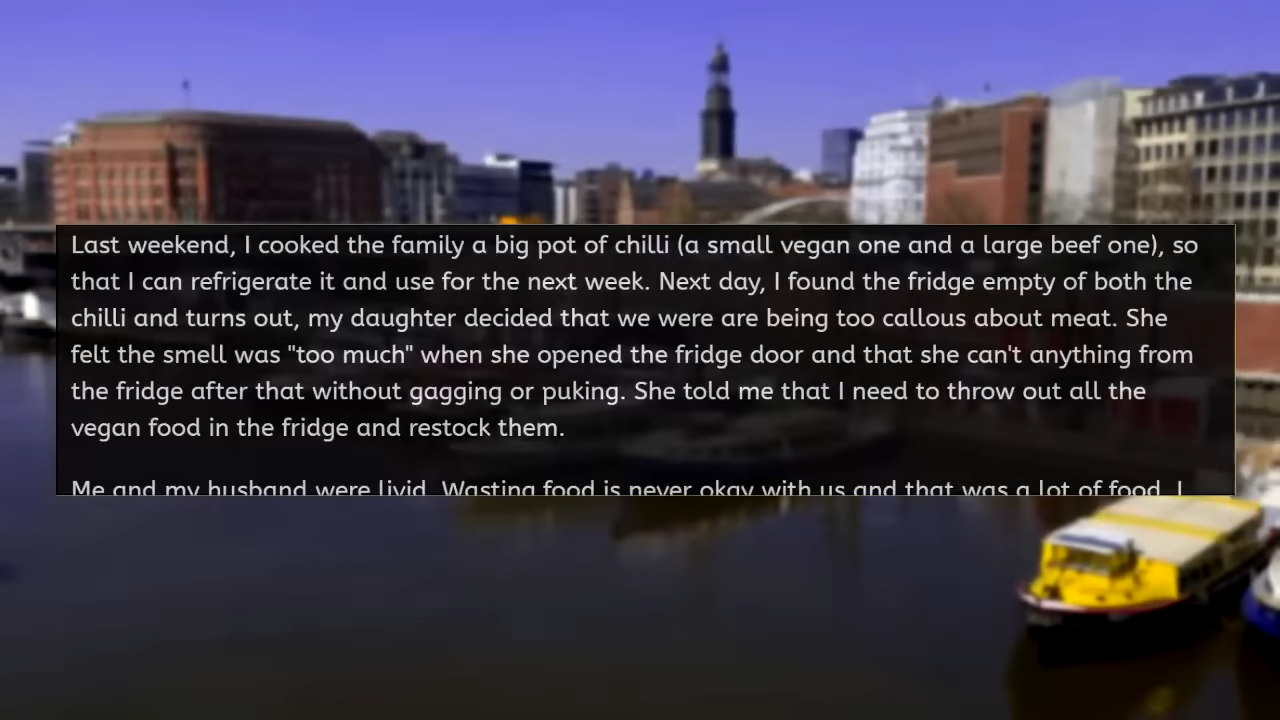 Last weekend, I cooked the family a big pot of chilli (a small vegan one and a large beef one), so
that I can refrigerate it and use for the next week. Next day, I found the fridge empty of both the
chilli and turns out, my daughter decided that we were are being too callous about meat. She
felt the smell was "too much" when she opened the fridge door and that she can't anything from
the fridge after that without gagging or puking. She told me that I need to throw out all the
vegan food in the fridge and restock them.
Me and my husband were livid. Wasting food is never okay with us and that was a lot of food. I